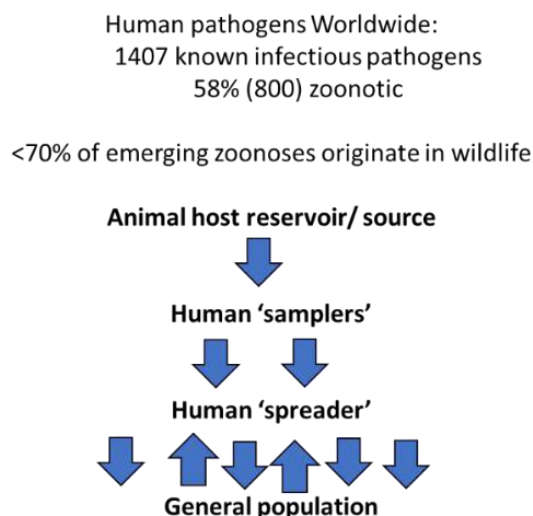 Human pathogens Worldwide:
1407 known infectious pathogens
58% (800) zoonotic
<70% of emerging zoonoses originate in wildlife
Animal host reservoir/ source
Human ‘samplers’
Human ‘spreader’
General population